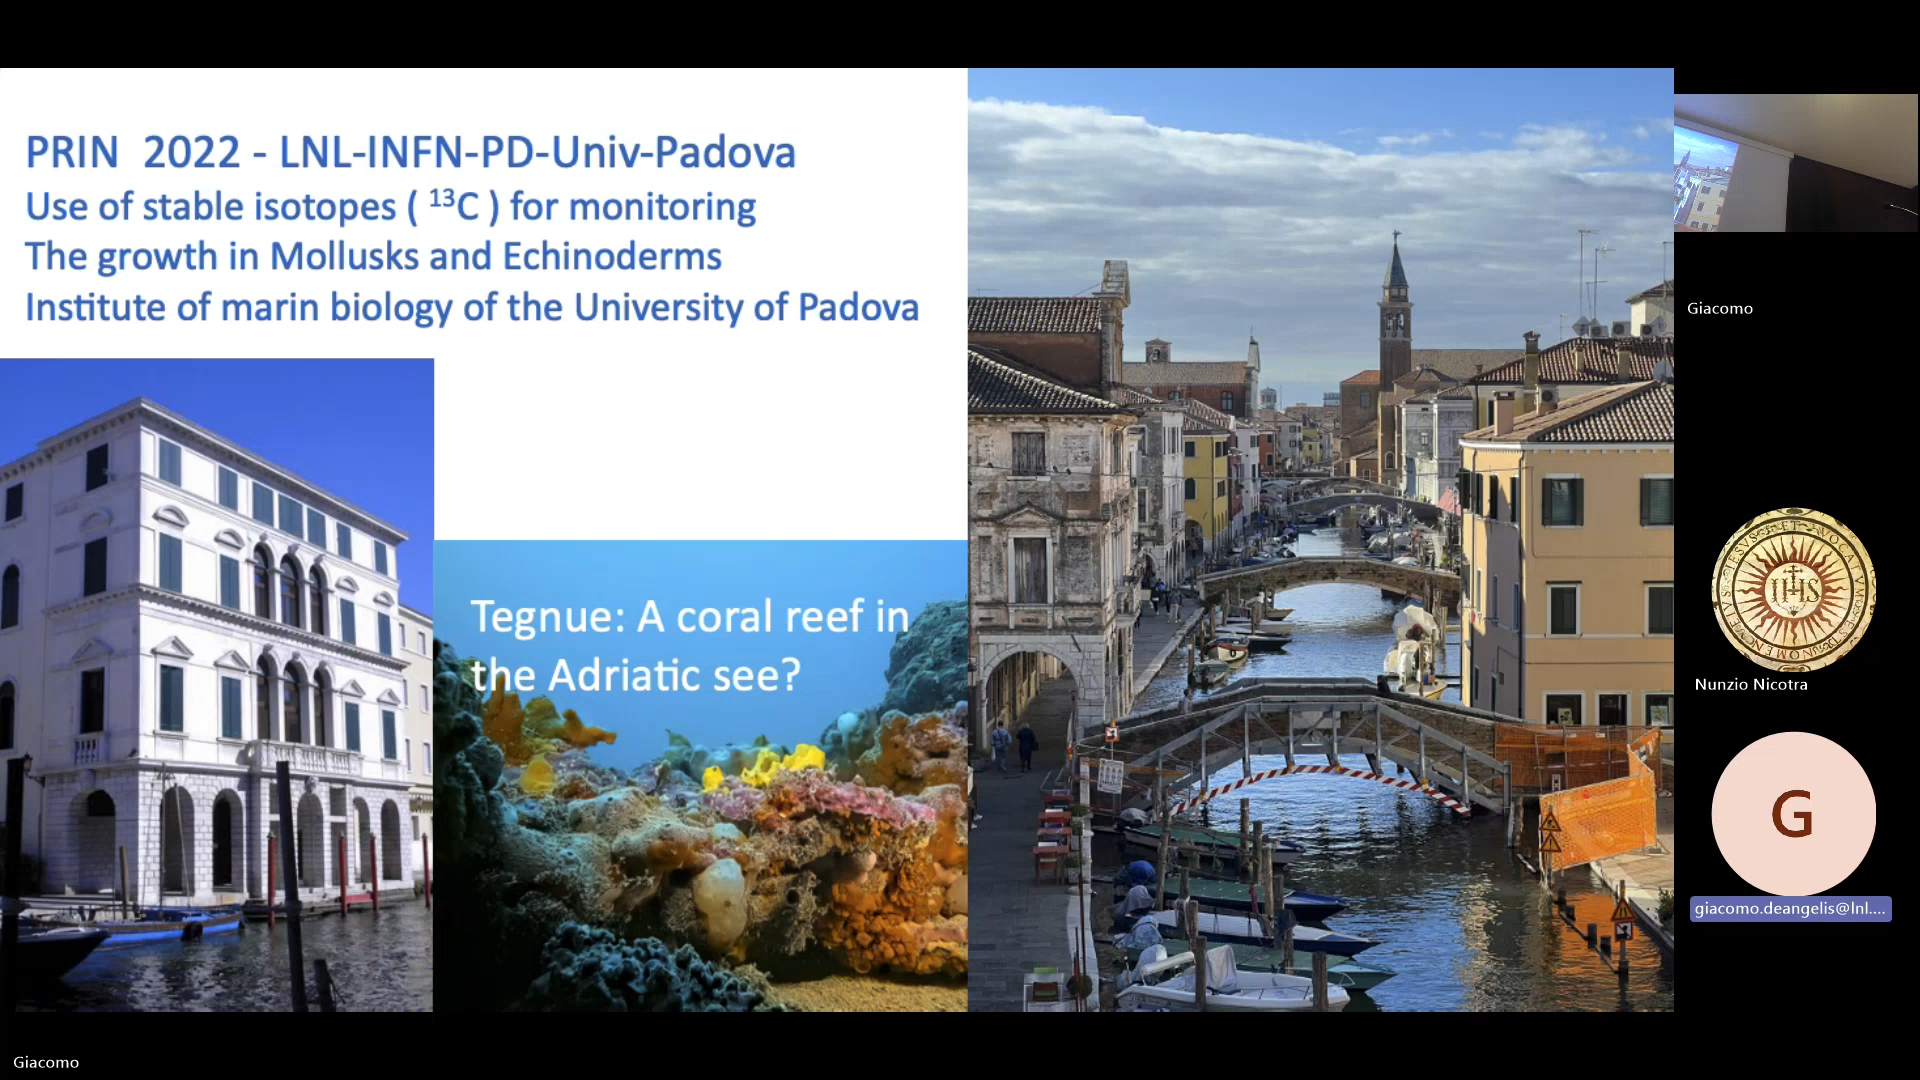 PRIN 2022 - LNL-INFN-PD-Univ-Padova
Use of stable isotopes ( ¹³C ) for monitoring
The growth in Mollusks and Echinoderms
Institute of marin biology of the University of Padova
Tegnue: A coral reef in
the Adriatic see?
Giacomo
IHS
Nunzio Nicotra
G
giacomo.deangelis@lnl....
Giacomo